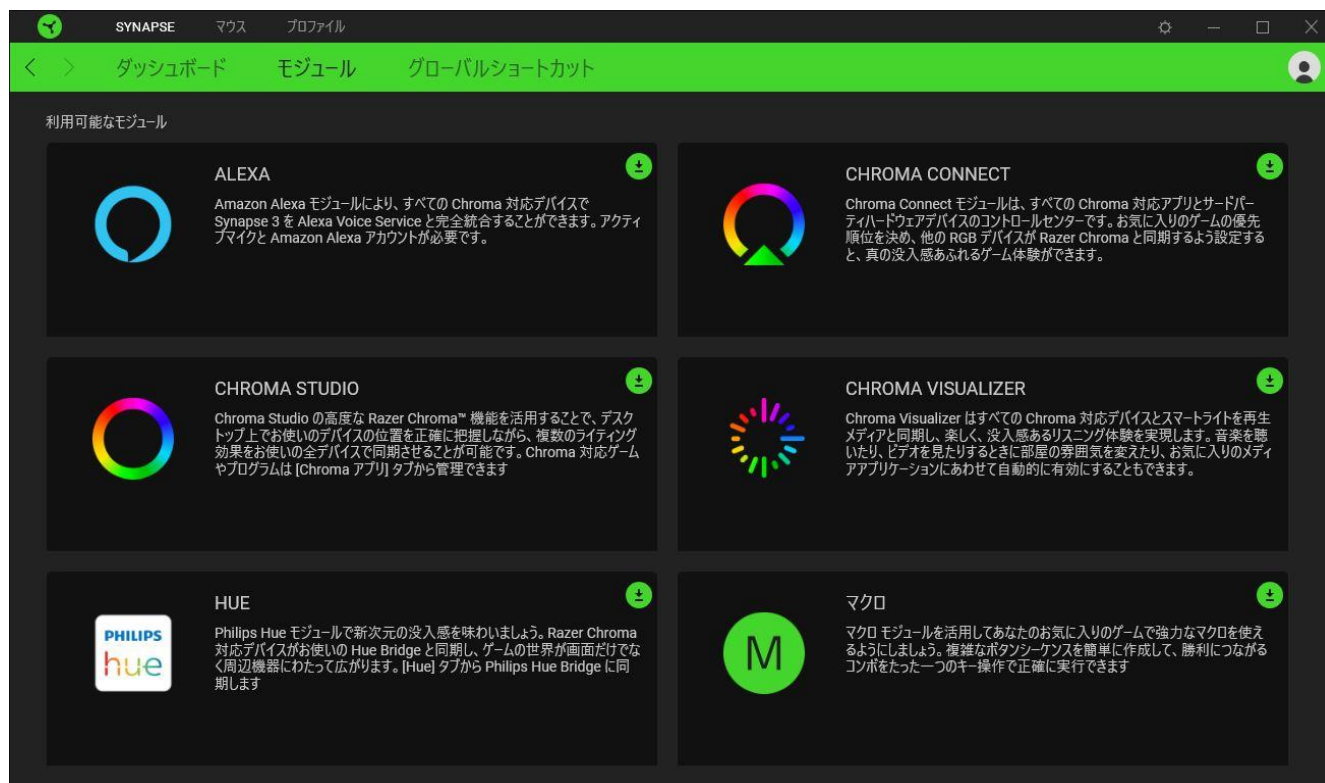 SYNAPSE マウス プロファイル
ダッシュボード モジュール グローバルショートカット
利用可能なモジュール
ALEXA
Amazon Alexa モジュールにより、すべての Chroma 対応デバイスで
Synapse 3 を Alexa Voice Service と完全統合することができます。アクティ
ブマイクと Amazon Alexa アカウントが必要です。
CHROMA CONNECT
Chroma Connect モジュールは、すべての Chroma 対応アプリとサードパー
ティハードウェアデバイスのコントロールセンターです。お気に入りのゲームの優先
順位を決め、他の RGB デバイスが Razer Chroma と同期するよう設定する
と、真の没入感あふれるゲーム体験ができます。
CHROMA STUDIO
Chroma Studio の高度な Razer Chroma™ 機能を活用することで、デスク
トップ上でお使いのデバイスの位置を正確に把握しながら、複数のライティング
効果をお使いの全デバイスで同期させることが可能です。Chroma 対応ゲーム
やプログラムは [Chroma アプリ] タブから管理できます
CHROMA VISUALIZER
Chroma Visualizer はすべての Chroma 対応デバイスとスマートライトを再生
メディアと同期し、楽しく、没入感あるリスニング体験を実現します。音楽を聴
いたり、ビデオを見たりするときに部屋の雰囲気を変えたり、お気に入りのメディ
アアプリケーションにあわせて自動的に有効にすることもできます。
PHILIPS
hue
HUE
Philips Hue モジュールで新次元の没入感を味わいましょう。Razer Chroma
対応デバイスがお使いの Hue Bridge と同期し、ゲームの世界が画面だけでな
く周辺機器にわたって広がります。[Hue] タブから Philips Hue Bridge に同
期します
M
マクロ
マクロ モジュールを活用してあなたのお気に入りのゲームで強力なマクロを使え
るようにしましょう。複雑なボタンシーケンスを簡単に作成して、勝利につながる
コンボをたった一つのキー操作で正確に実行できます